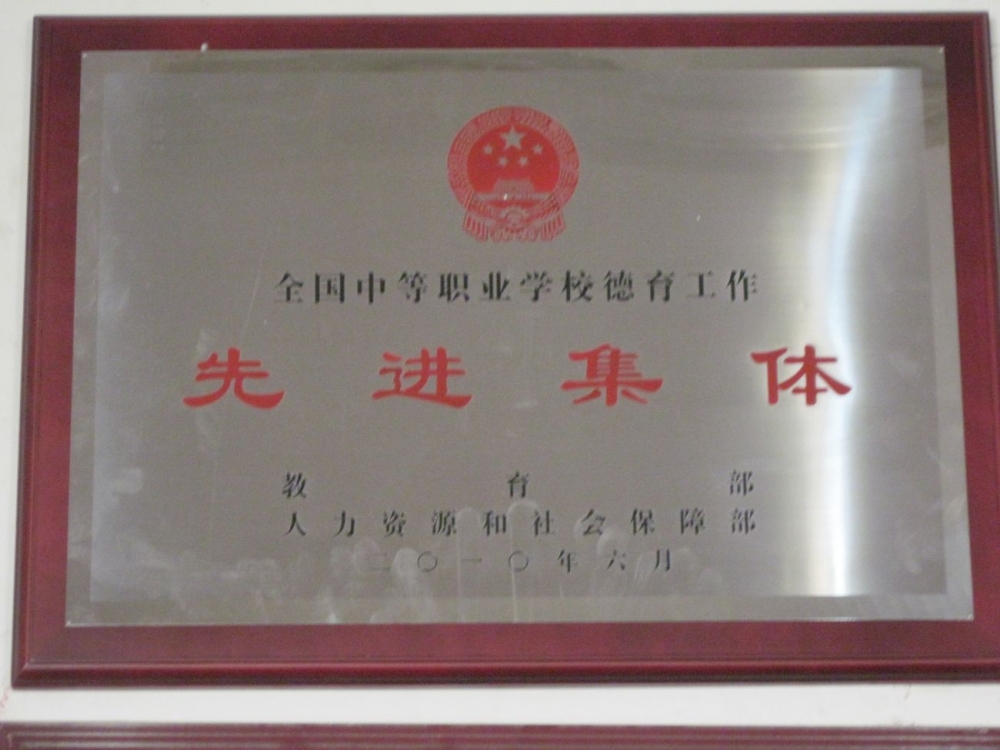 全国中等职业学校德育工作
先进集体
教育部
人力资源和社会保障部
二〇一〇年六月